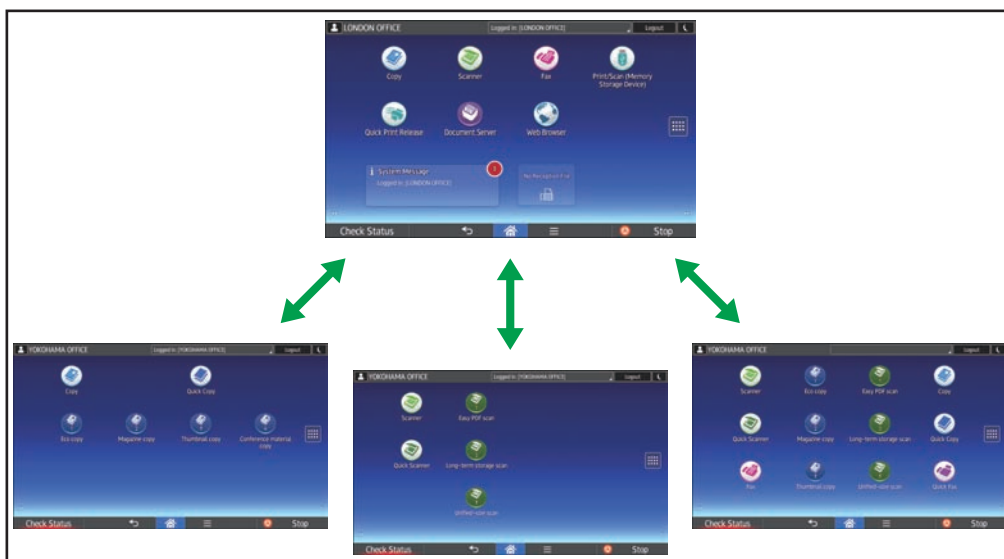 LONDON OFFICE
Logged in: [LONDON OFFICE]
Logout
Copy
Scanner
Fax
Print/Scan (Memory
Storage Device)
Quick Print Release
Document Server
Web Browser
System Message
1
Logged in: [LONDON OFFICE]
No Reception File
Check Status
Stop
YOKOHAMA OFFICE
Logged in: [YOKOHAMA OFFICE]
Logout
Copy
Quick Copy
Eco copy
Magazine copy
Thumbnail copy
Conference material
copy
Check Status
Stop
YOKOHAMA OFFICE
Logged in: [YOKOHAMA OFFICE]
Logout
Scanner
Easy PDF scan
Quick Scanner
Long-term storage scan
Unified-size scan
Check Status
Stop
YOKOHAMA OFFICE
Logout
Scanner
Eco copy
Easy PDF scan
Copy
Quick Scanner
Magazine copy
Long-term storage scan
Quick Copy
Fax
Thumbnail copy
Unified-size scan
Quick Fax
Check Status
Stop